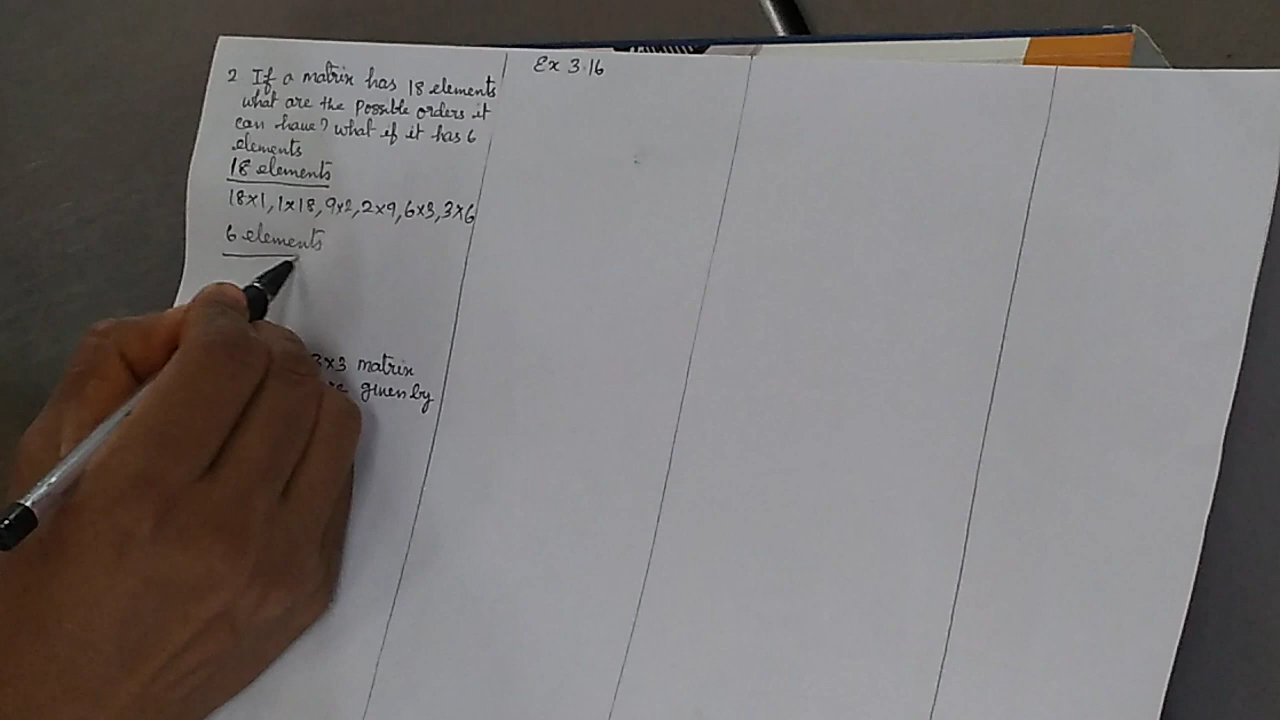 2 If a matrix has 18 elements
what are the possible orders it
can have? what if it has 6
elements
18 elements
18×1, 1×18, 9×2, 2×9, 6×3, 3×6
6 elements
3×3 matrix
given by
Ex 3.16